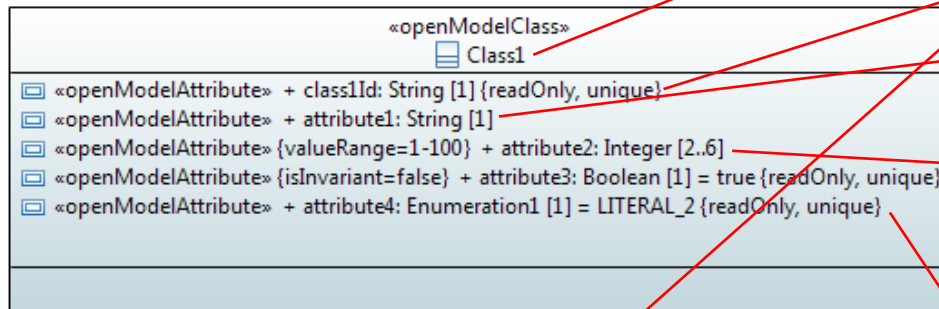 «openModelClass»
Class1
«openModelAttribute» + class1Id: String [1] {readOnly, unique}
«openModelAttribute» + attribute1: String [1]
«openModelAttribute» {valueRange=1-100} + attribute2: Integer [2..6]
«openModelAttribute» {isInvariant=false} + attribute3: Boolean [1] = true {readOnly, unique}
«openModelAttribute» + attribute4: Enumeration1 [1] = LITERAL_2 {readOnly, unique}